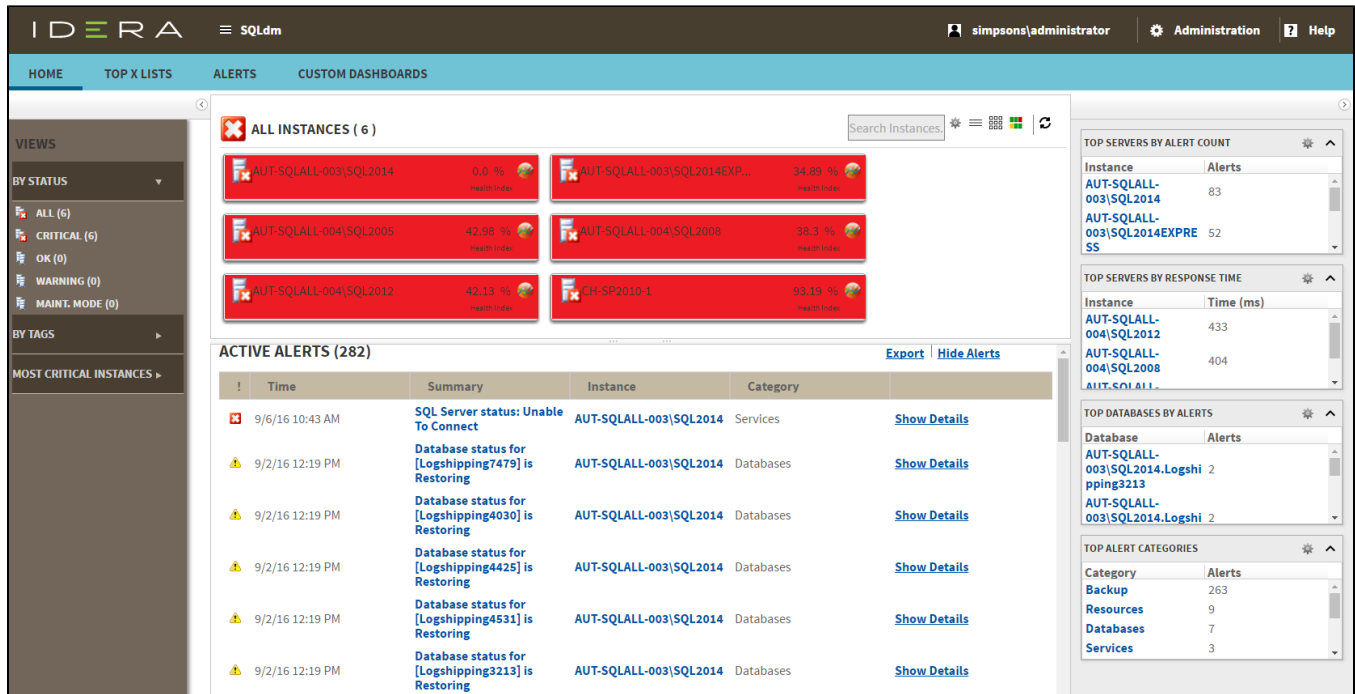 IDERA
SQLdm
simpsons\administrator
Administration
? Help
HOME
TOP X LISTS
ALERTS
CUSTOM DASHBOARDS
VIEWS
BY STATUS
ALL (6)
CRITICAL (6)
OK (0)
WARNING (0)
MAINT. MODE (0)
BY TAGS
MOST CRITICAL INSTANCES
ALL INSTANCES ( 6 )
Search Instances.
AUT-SQLALL-003\SQL2014 0.0 %
Health Index
AUT-SQLALL-003\SQL2014EXP... 34.89 %
Health Index
AUT-SQLALL-004\SQL2005 42.98 %
Health Index
AUT-SQLALL-004\SQL2008 38.3 %
Health Index
AUT-SQLALL-004\SQL2012 42.13 %
Health Index
CH-SP2010-1 93.19 %
Health Index
ACTIVE ALERTS (282)
Export
Hide Alerts
! Time Summary Instance Category
9/6/16 10:43 AM
SQL Server status: Unable
To Connect
AUT-SQLALL-003\SQL2014 Services Show Details
9/2/16 12:19 PM
Database status for
[Logshipping7479] is
Restoring
AUT-SQLALL-003\SQL2014 Databases Show Details
9/2/16 12:19 PM
Database status for
[Logshipping4030] is
Restoring
AUT-SQLALL-003\SQL2014 Databases Show Details
9/2/16 12:19 PM
Database status for
[Logshipping4425] is
Restoring
AUT-SQLALL-003\SQL2014 Databases Show Details
9/2/16 12:19 PM
Database status for
[Logshipping4531] is
Restoring
AUT-SQLALL-003\SQL2014 Databases Show Details
9/2/16 12:19 PM
Database status for
[Logshipping3213] is
Restoring
AUT-SQLALL-003\SQL2014 Databases Show Details
TOP SERVERS BY ALERT COUNT
Instance Alerts
AUT-SQLALL-
003\SQL2014
83
AUT-SQLALL-
003\SQL2014EXPRE 52
SS
TOP SERVERS BY RESPONSE TIME
Instance Time (ms)
AUT-SQLALL-
004\SQL2012
433
AUT-SQLALL-
004\SQL2008
404
AUT-SQLALL-
TOP DATABASES BY ALERTS
Database Alerts
AUT-SQLALL-
003\SQL2014.Logshi 2
pping3213
AUT-SQLALL-
003\SQL2014.Logshi 2
TOP ALERT CATEGORIES
Category Alerts
Backup 263
Resources 9
Databases 7
Services 3